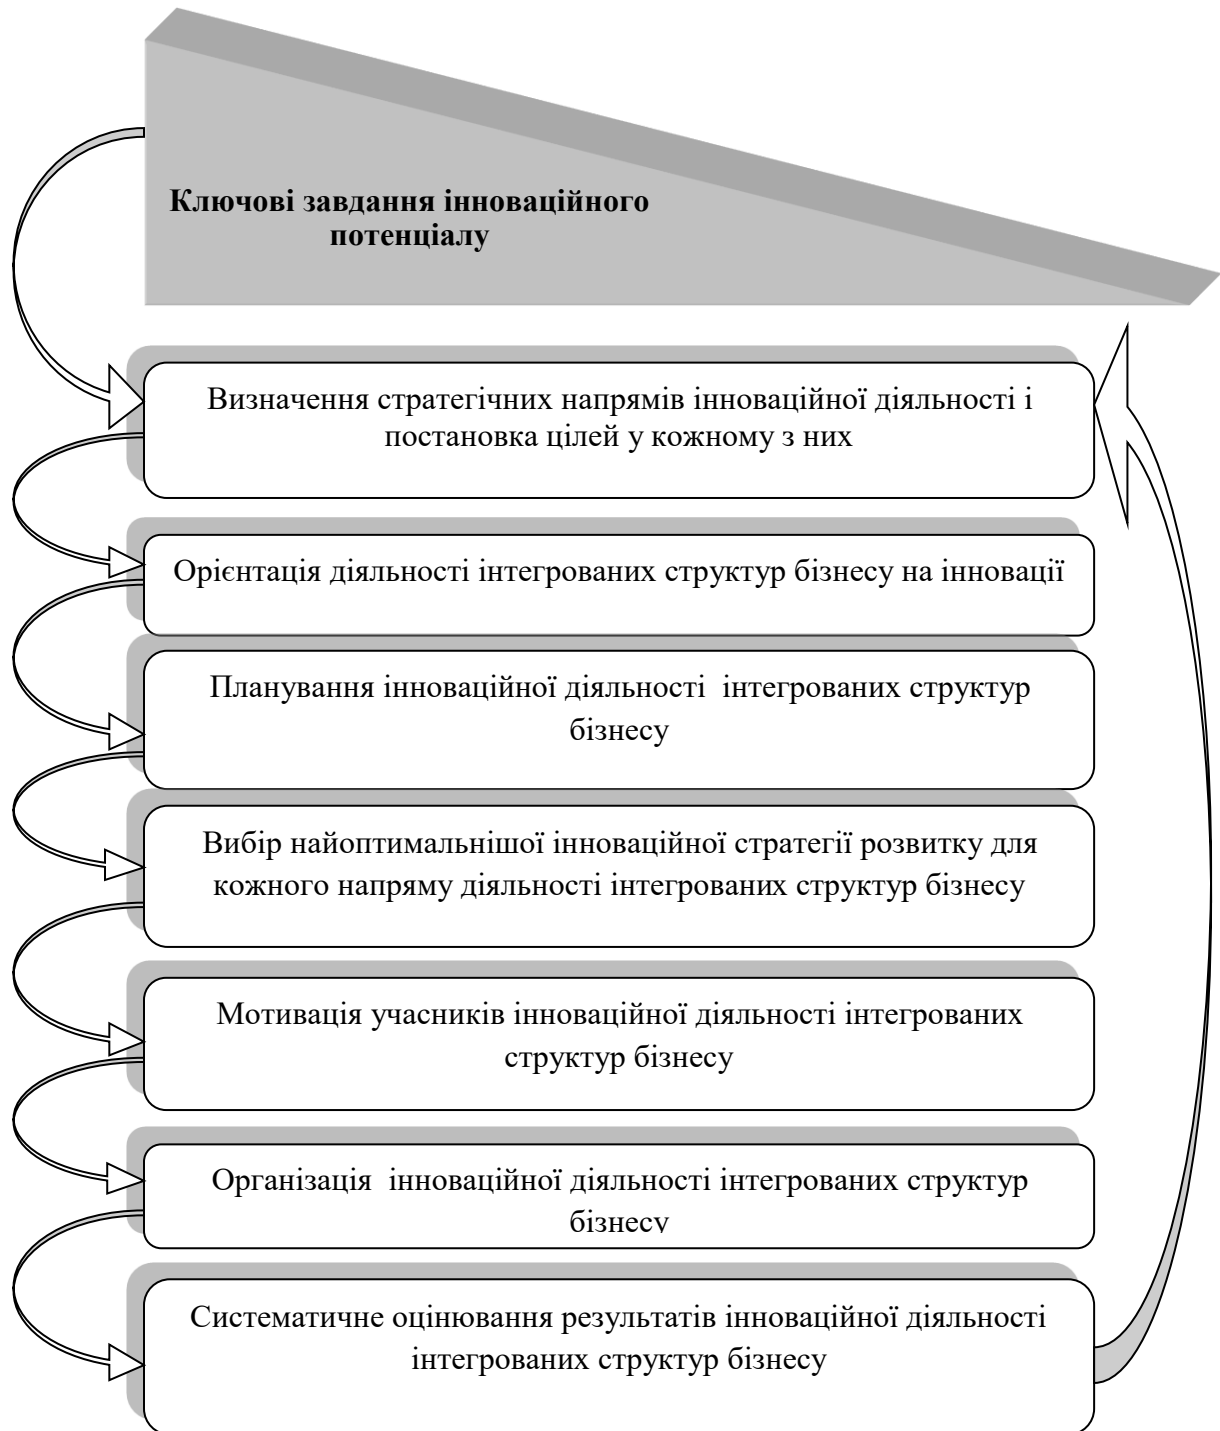 Ключові завдання інноваційного
потенціалу
Визначення стратегічних напрямів інноваційної діяльності і
постановка цілей у кожному з них
Орієнтація діяльності інтегрованих структур бізнесу на інновації
Планування інноваційної діяльності інтегрованих структур
бізнесу
Вибір найоптимальнішої інноваційної стратегії розвитку для
кожного напряму діяльності інтегрованих структур бізнесу
Мотивація учасників інноваційної діяльності інтегрованих
структур бізнесу
Організація інноваційної діяльності інтегрованих структур
бізнесу
Систематичне оцінювання результатів інноваційної діяльності
інтегрованих структур бізнесу